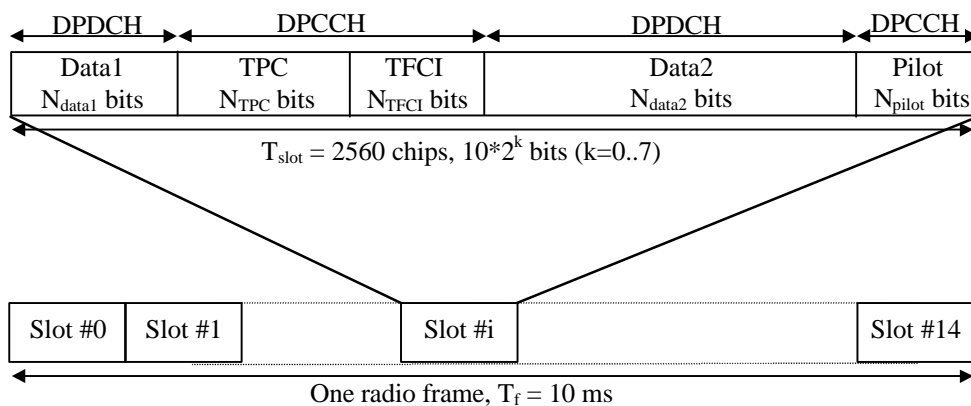 DPDCH DPCCH DPDCH DPCCH
Data1 TPC TFCI Data2 Pilot
N_data1 bits N_TPC bits N_TFCI bits N_data2 bits N_pilot bits
T_slot = 2560 chips, 10*2^k bits (k=0..7)
Slot #0 Slot #1 Slot #i Slot #14
One radio frame, T_f = 10 ms